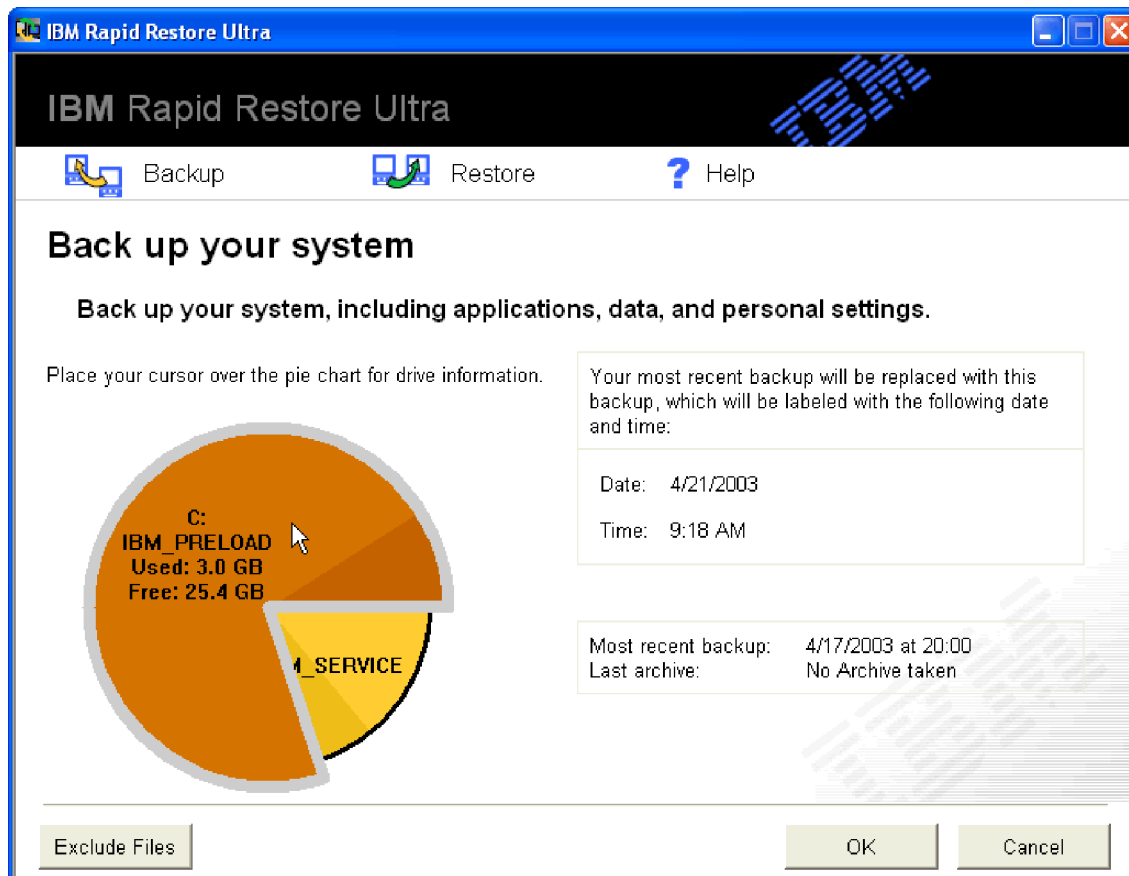 IBM Rapid Restore Ultra
IBM Rapid Restore Ultra
IBM
Backup
Restore
? Help
Back up your system
Back up your system, including applications, data, and personal settings.
Place your cursor over the pie chart for drive information.
C:
IBM_PRELOAD
Used: 3.0 GB
Free: 25.4 GB
M_SERVICE
Your most recent backup will be replaced with this
backup, which will be labeled with the following date
and time:
Date: 4/21/2003
Time: 9:18 AM
Most recent backup: 4/17/2003 at 20:00
Last archive: No Archive taken
IBM
Exclude Files
OK
Cancel